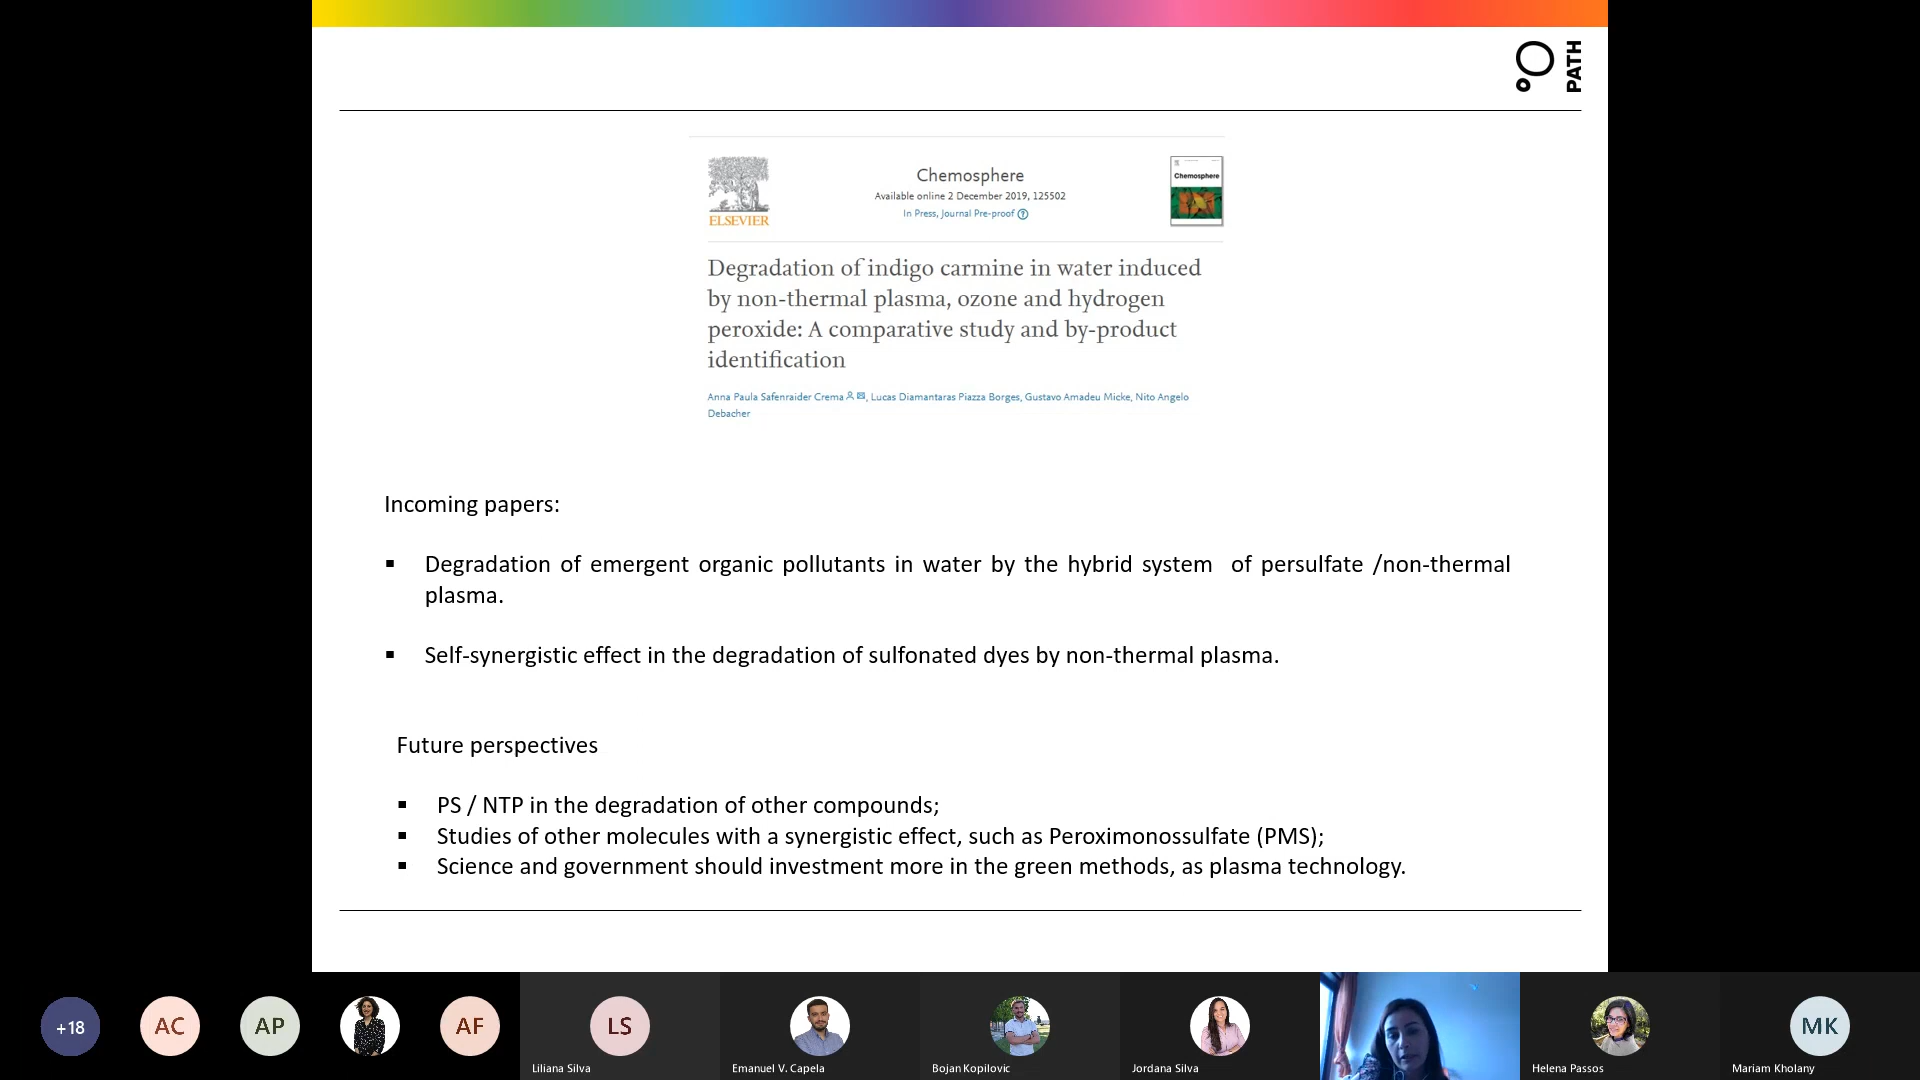 PATH
Chemosphere
Available online 2 December 2019, 125502
In Press, Journal Pre-proof
ELSEVIER
Chemosphere
Degradation of indigo carmine in water induced
by non-thermal plasma, ozone and hydrogen
peroxide: A comparative study and by-product
identification
Anna Paula Safenraider Crema, Lucas Diamantaras Piazza Borges, Gustavo Amadeu Micke, Nito Angelo
Debacher
Incoming papers:
▪ Degradation of emergent organic pollutants in water by the hybrid system of persulfate /non-thermal
plasma.
▪ Self-synergistic effect in the degradation of sulfonated dyes by non-thermal plasma.
Future perspectives
▪ PS / NTP in the degradation of other compounds;
▪ Studies of other molecules with a synergistic effect, such as Peroximonossulfate (PMS);
▪ Science and government should investment more in the green methods, as plasma technology.
+18
AC
AP
AF
LS
MK
Liliana Silva
Emanuel V. Capela
Bojan Kopilovic
Jordana Silva
Helena Passos
Mariam Kholany